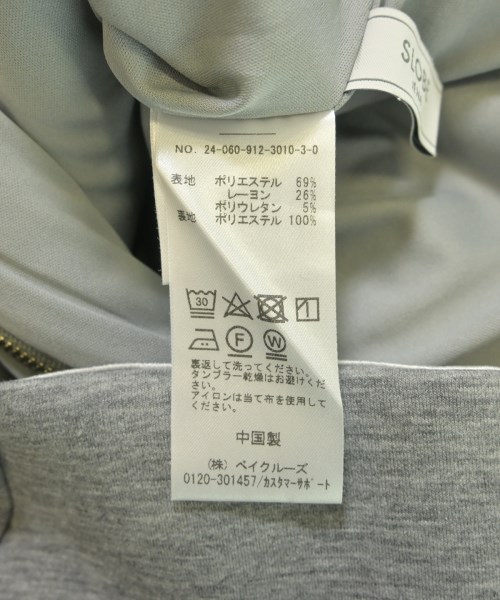 SLOBE
NO. 24-060-912-3010-3-0
表地 ポリエステル 69%
レーヨン 26%
ポリウレタン 5%
裏地 ポリエステル 100%
30
F W
裏返して洗ってください。
タンブラー乾燥はお避けくだ
さい。
アイロンは当て布を使用して
ください。
中国製
(株) ベイクルーズ
0120-301457/カスタマーサポート